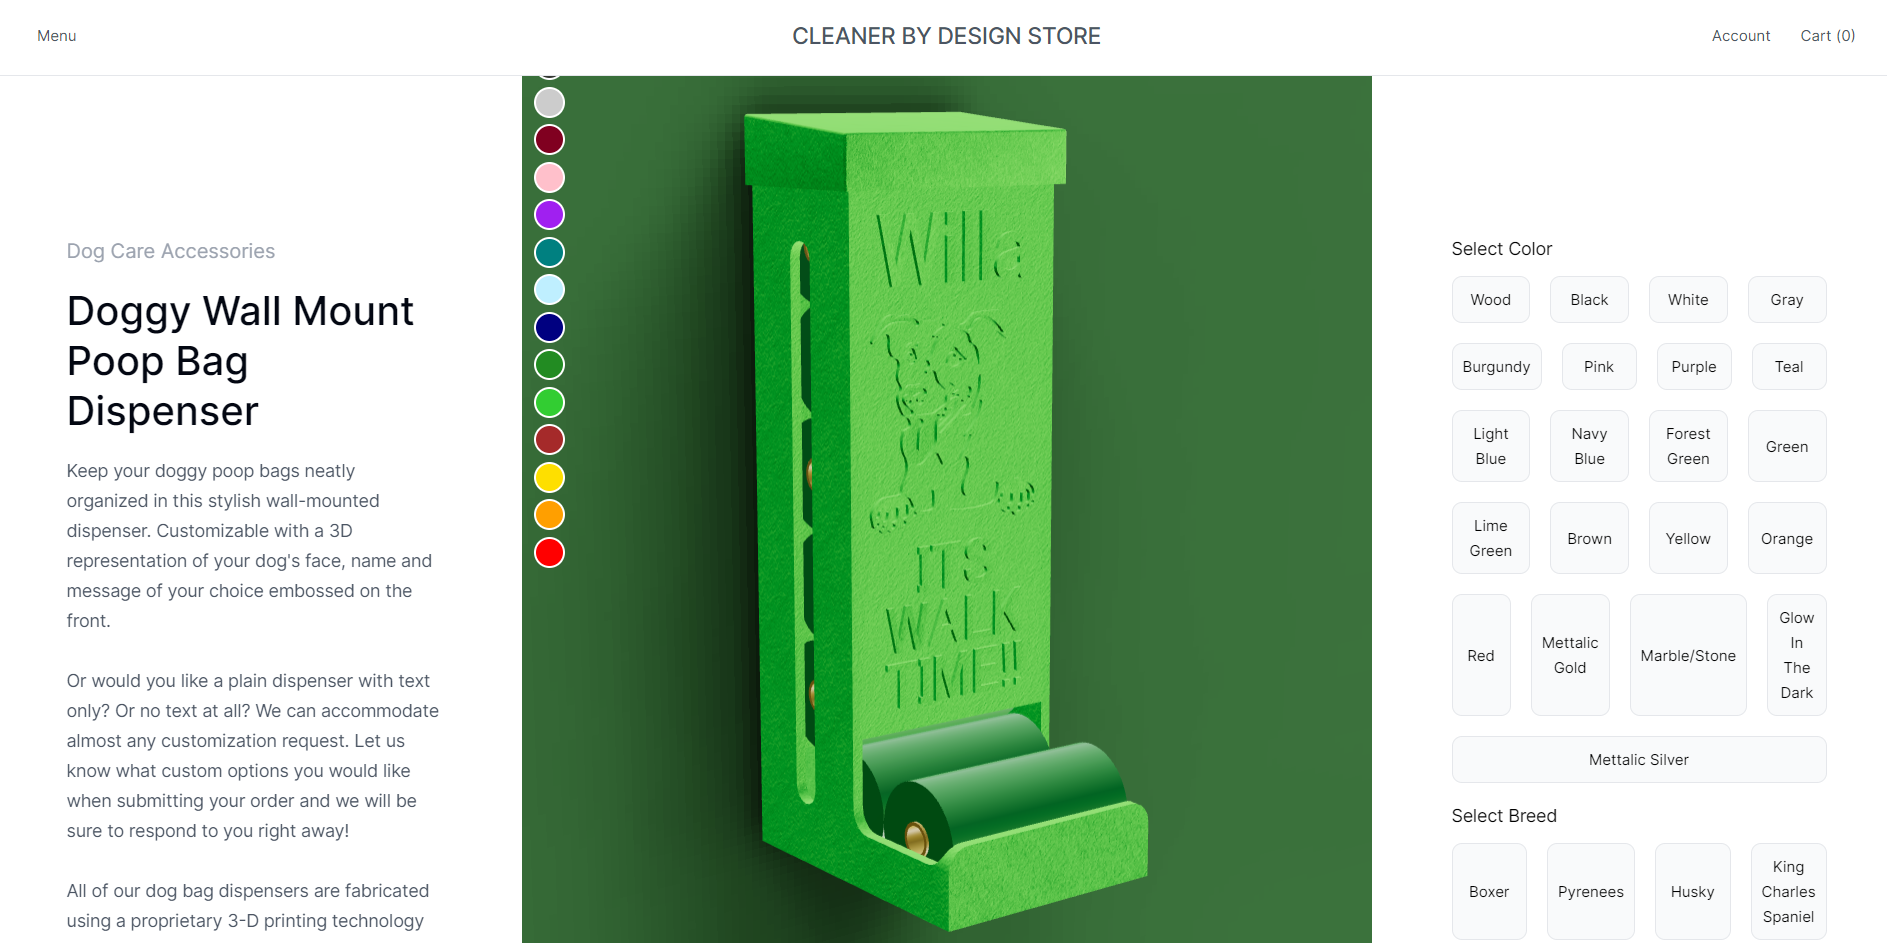 Menu
CLEANER BY DESIGN STORE
Account
Cart (0)
Dog Care Accessories
Doggy Wall Mount
Poop Bag
Dispenser
Keep your doggy poop bags neatly
organized in this stylish wall-mounted
dispenser. Customizable with a 3D
representation of your dog's face, name and
message of your choice embossed on the
front.
Or would you like a plain dispenser with text
only? Or no text at all? We can accommodate
almost any customization request. Let us
know what custom options you would like
when submitting your order and we will be
sure to respond to you right away!
All of our dog bag dispensers are fabricated
using a proprietary 3-D printing technology
Willa
ITS
WALK
TIME!!
Select Color
Wood
Black
White
Gray
Burgundy
Pink
Purple
Teal
Light
Blue
Navy
Blue
Forest
Green
Green
Lime
Green
Brown
Yellow
Orange
Red
Mettalic
Gold
Marble/Stone
Glow
In
The
Dark
Mettalic Silver
Select Breed
Boxer
Pyrenees
Husky
King
Charles
Spaniel